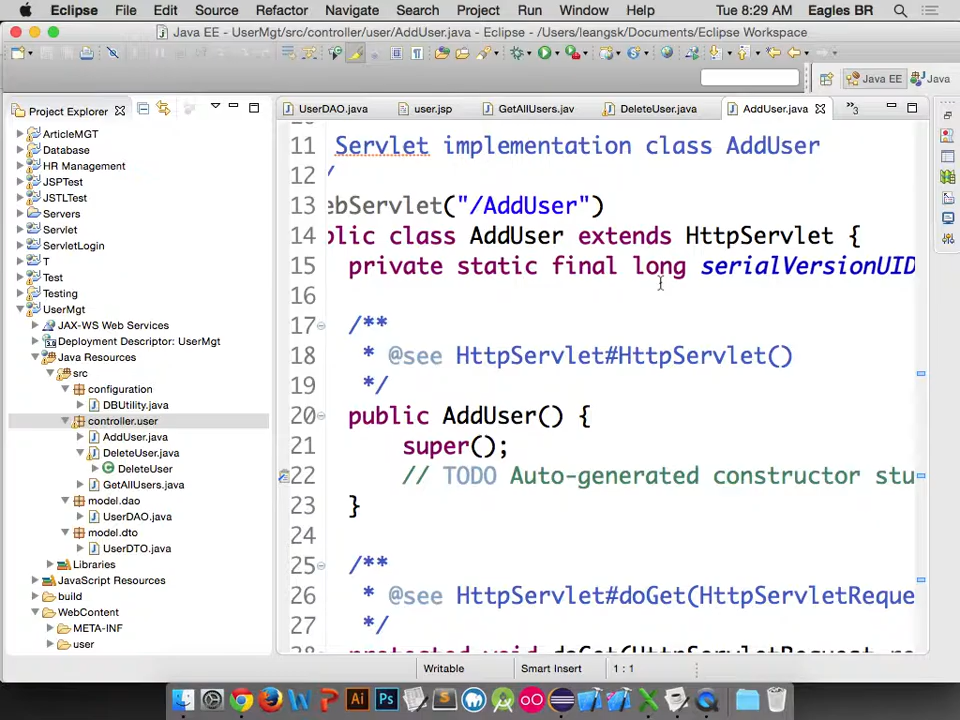 Eclipse File Edit Source Refactor Navigate Search Project Run Window Help Tue 8:29 AM Eagles BR
Java EE - UserMgt/src/controller/user/AddUser.java - Eclipse - /Users/leangsk/Documents/Eclipse Workspace
Java EE Java
Project Explorer
UserDAO.java user.jsp GetAllUsers.jav DeleteUser.java AddUser.java »3
ArticleMGT
Database
HR Management
JSPTest
JSTLTest
Servers
Servlet
ServletLogin
T
Test
Testing
UserMgt
JAX-WS Web Services
Deployment Descriptor: UserMgt
Java Resources
src
configuration
DBUtility.java
controller.user
AddUser.java
DeleteUser.java
DeleteUser
GetAllUsers.java
model.dao
UserDAO.java
model.dto
UserDTO.java
Libraries
JavaScript Resources
build
WebContent
META-INF
user
11 Servlet implementation class AddUser
12 /
13 ebServlet("/AddUser")
14 blic class AddUser extends HttpServlet {
15 private static final long serialVersionUID
16
17 /**
18 * @see HttpServlet#HttpServlet()
19 */
20 public AddUser() {
21 super();
22 // TODO Auto-generated constructor stu
23 }
24
25 /**
26 * @see HttpServlet#doGet(HttpServletReque
27 */
Writable Smart Insert 1 : 1